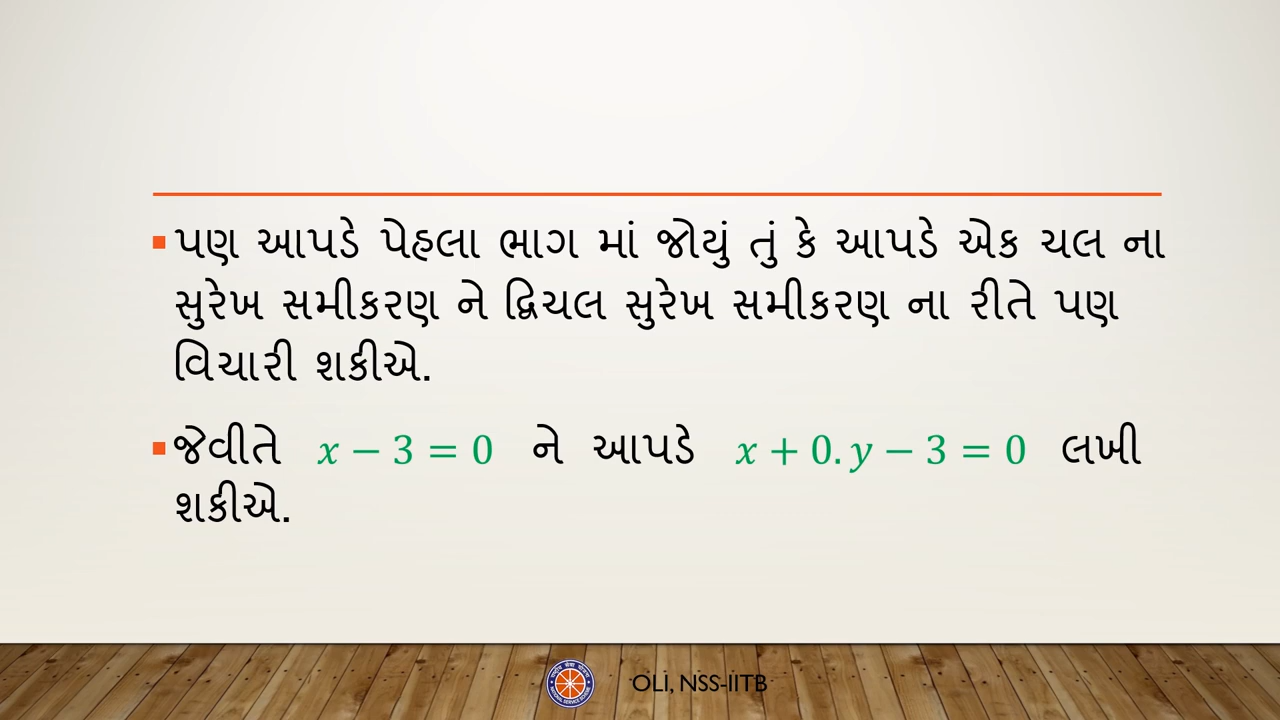 પણ આપડે પેહલા ભાગ માં જોયું તું કે આપડે એક ચલ ના
સુરેખ સમીકરણ ને દ્વિચલ સુરેખ સમીકરણ ના રીતે પણ
વિચારી શકીએ.
જેવીતે x − 3 = 0 ને આપડે x + 0. y − 3 = 0 લખી
શકીએ.
OLI, NSS-IITB